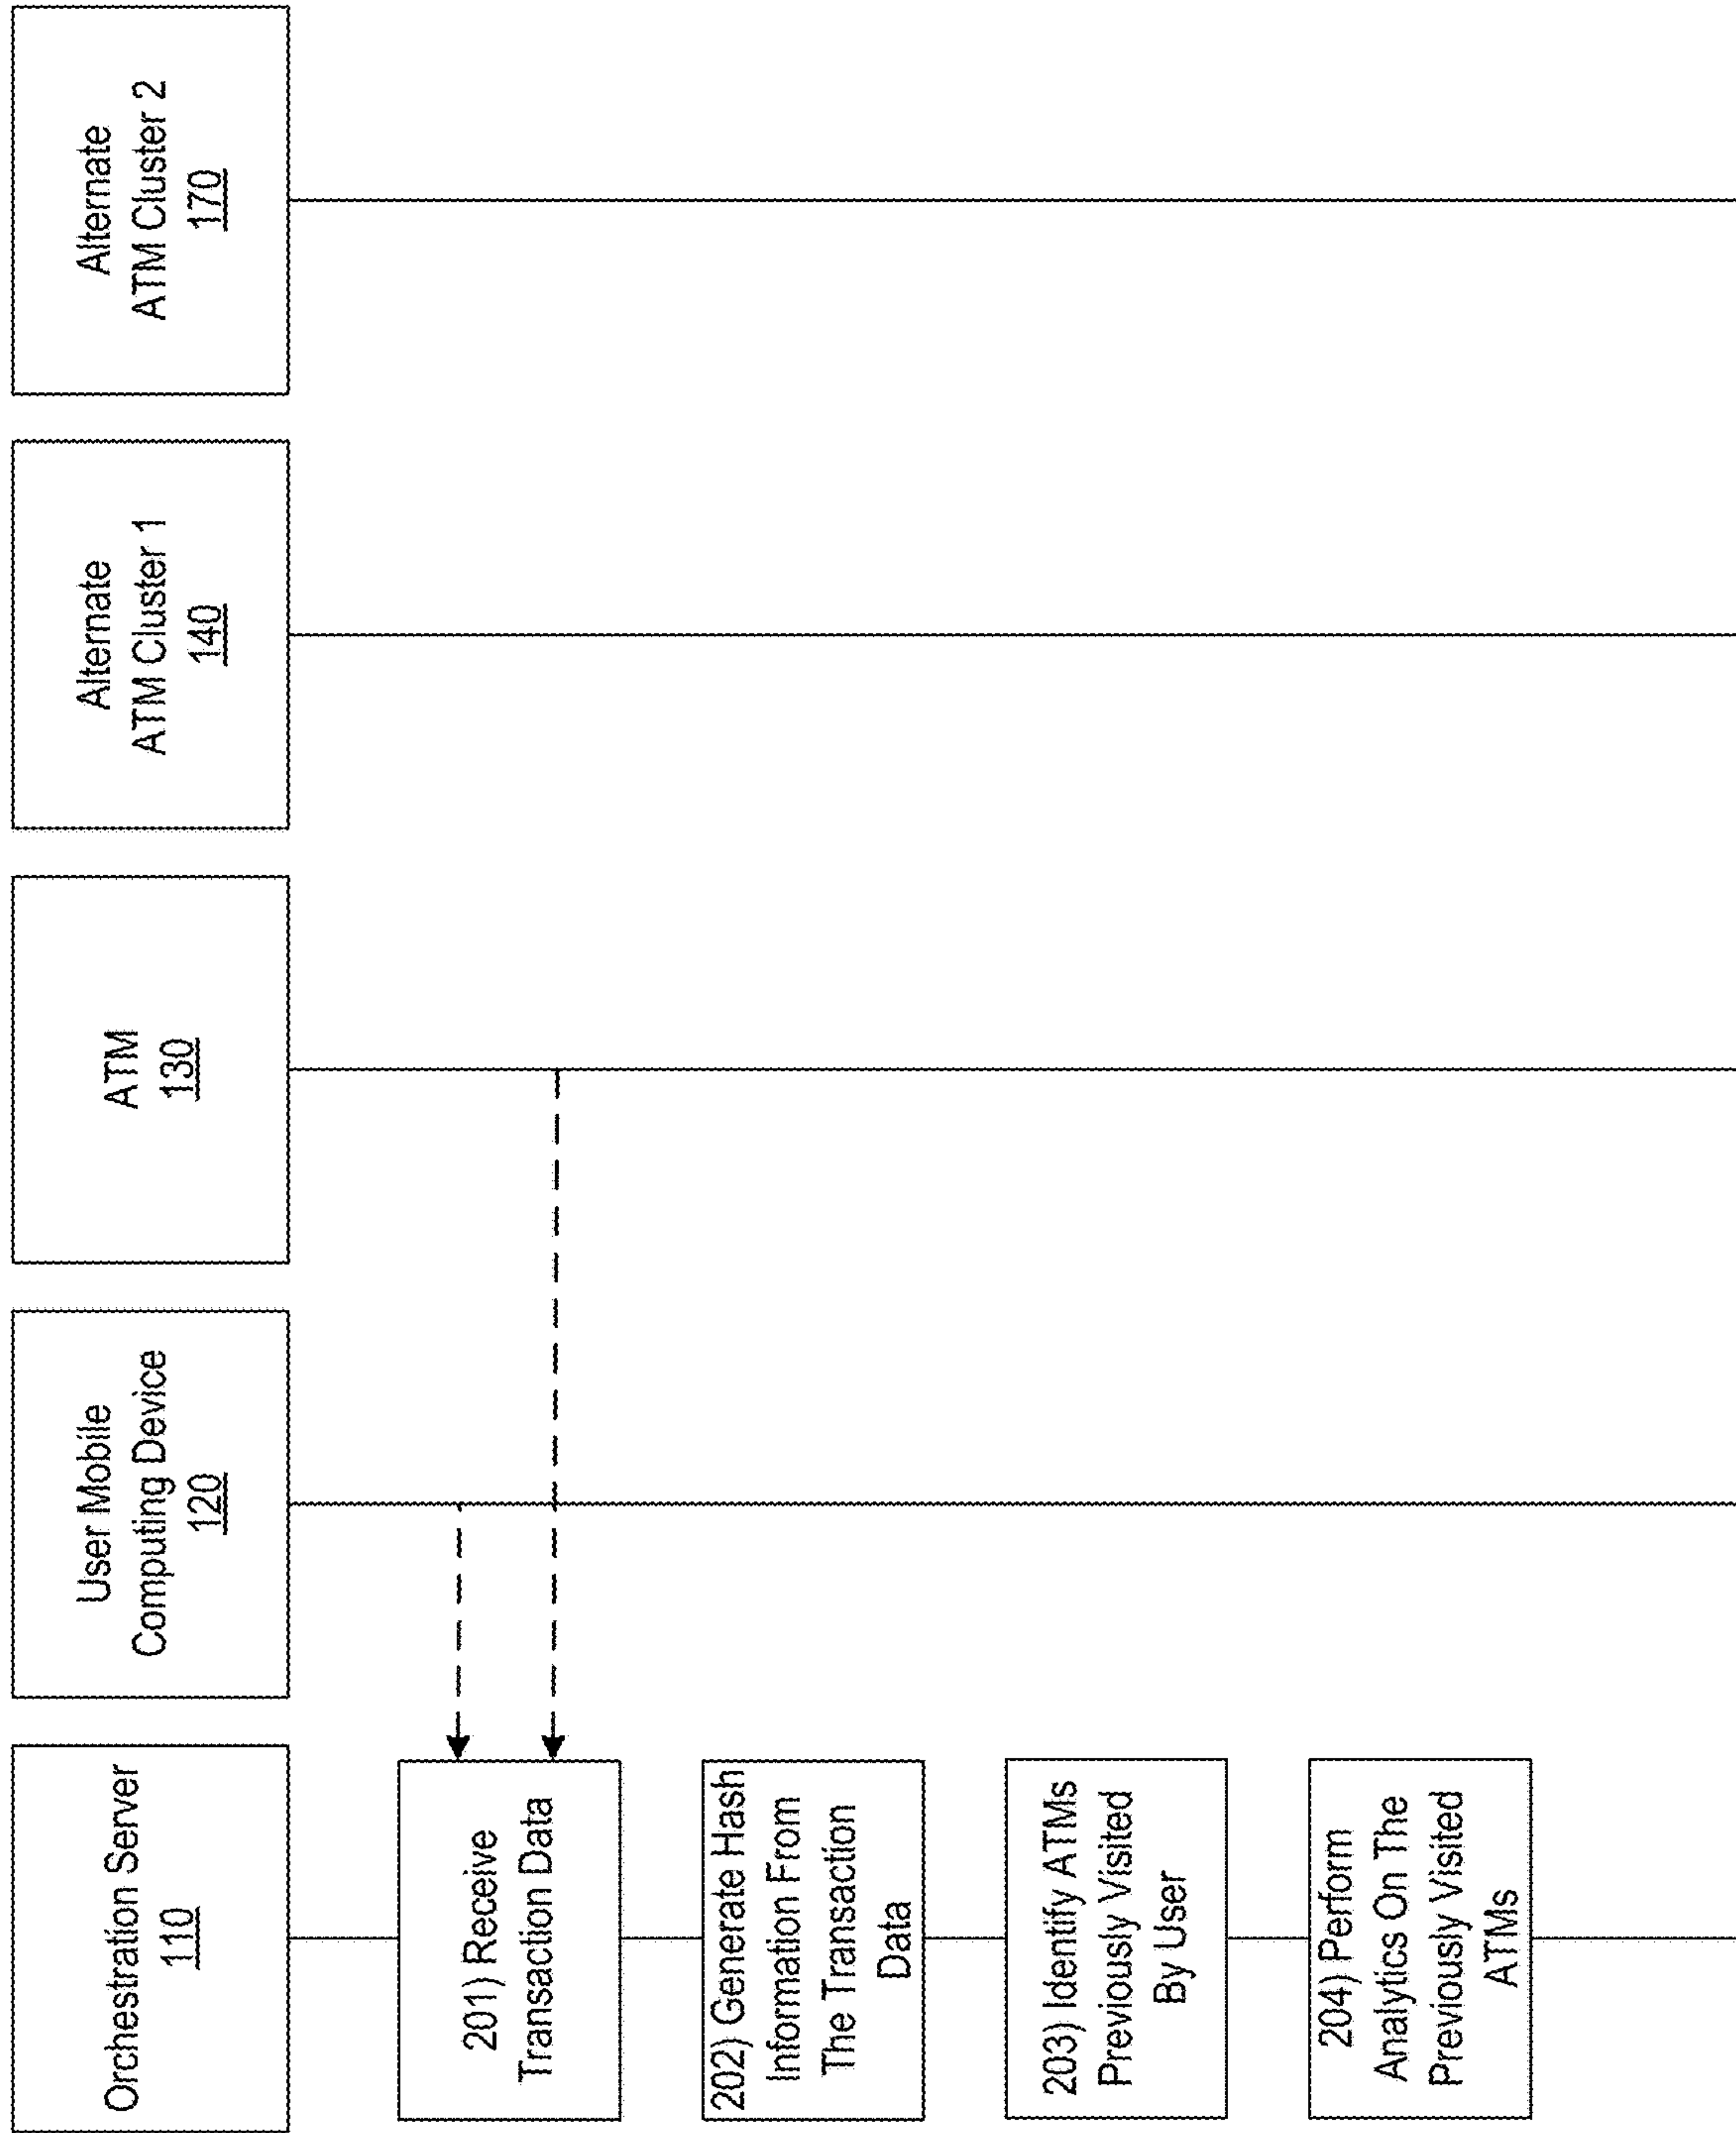 Orchestration Server
110
User Mobile
Computing Device
120
ATM
130
Alternate
ATM Cluster 1
140
Alternate
ATM Cluster 2
170
201) Receive
Transaction Data
202) Generate Hash
Information From
The Transaction
Data
203) Identify ATMs
Previously Visited
By User
204) Perform
Analytics On The
Previously Visited
ATMs